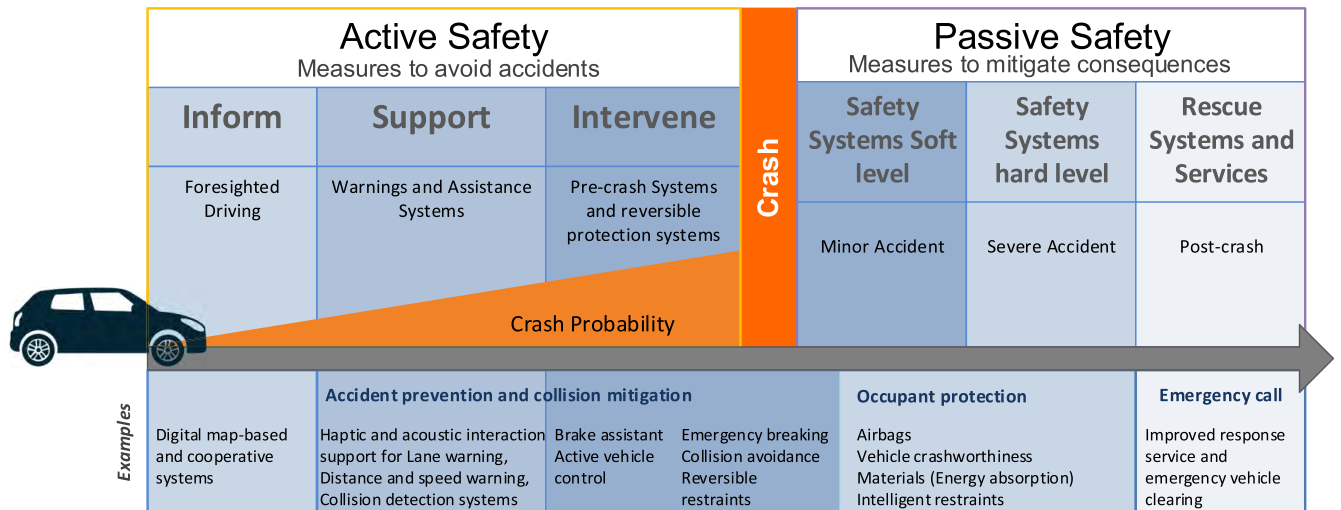 Active Safety
Measures to avoid accidents
Passive Safety
Measures to mitigate consequences
Inform
Support
Intervene
Crash
Safety
Systems Soft
level
Safety
Systems
hard level
Rescue
Systems and
Services
Foresighted
Driving
Warnings and Assistance
Systems
Pre-crash Systems
and reversible
protection systems
Minor Accident
Severe Accident
Post-crash
Crash Probability
Examples
Accident prevention and collision mitigation
Occupant protection
Emergency call
Digital map-based
and cooperative
systems
Haptic and acoustic interaction
support for Lane warning,
Distance and speed warning,
Collision detection systems
Brake assistant
Active vehicle
control
Emergency breaking
Collision avoidance
Reversible
restraints
Airbags
Vehicle crashworthiness
Materials (Energy absorption)
Intelligent restraints
Improved response
service and
emergency vehicle
clearing